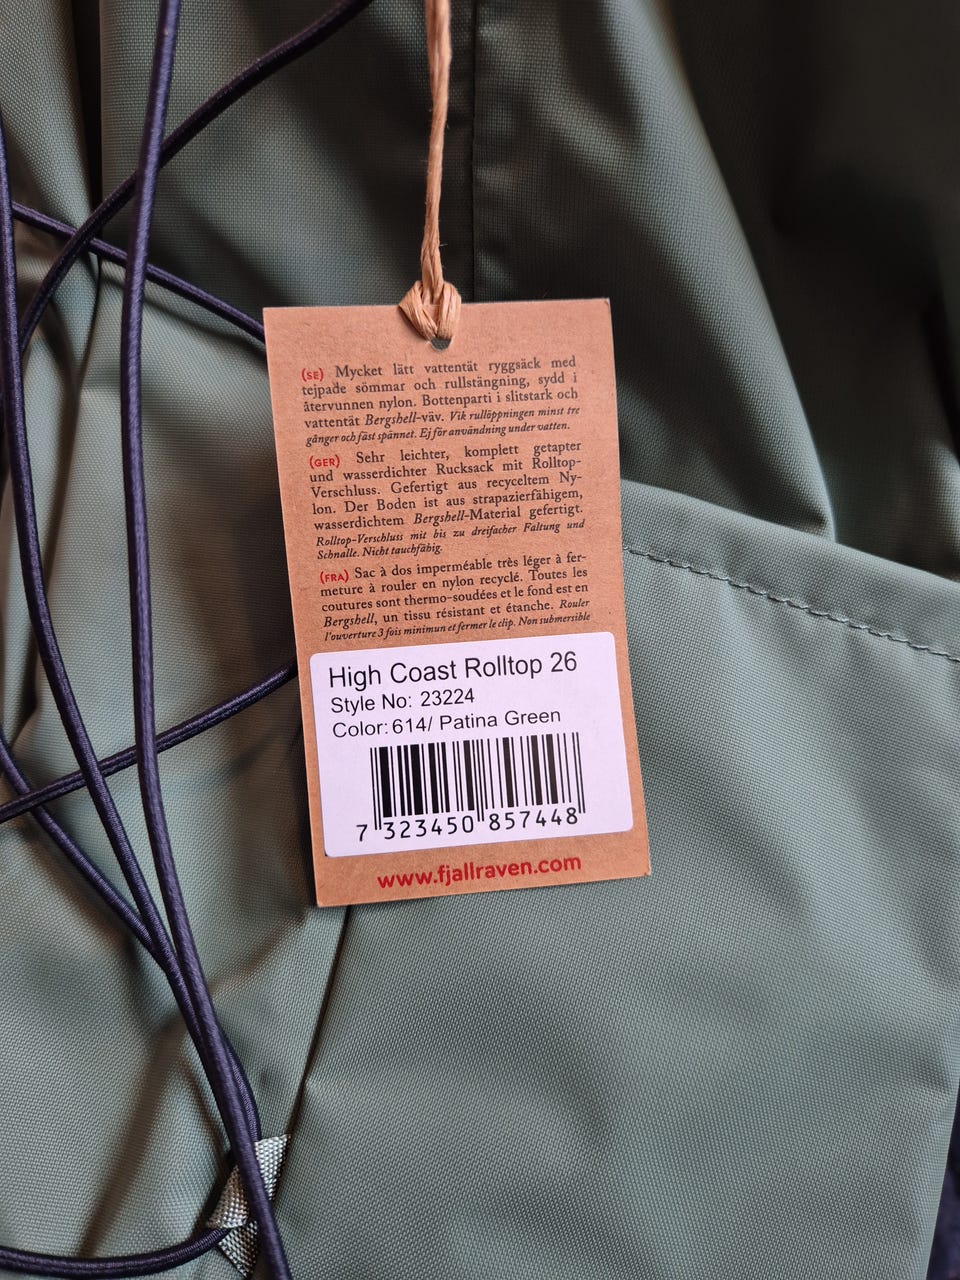 (SE) Mycket lätt vattentät ryggsäck med
tejpade sömmar och rullstängning, sydd i
återvunnen nylon. Bottenparti i slitstark och
vattentät Bergshell-väv. Vik rullöppningen minst tre
gånger och fäst spännet. Ej för användning under vatten.
(GER) Sehr leichter, komplett getapter
und wasserdichter Rucksack mit Rolltop-
Verschluss. Gefertigt aus recyceltem Ny-
lon. Der Boden ist aus strapazierfähigem,
wasserdichtem Bergshell-Material gefertigt.
Rolltop-Verschluss mit bis zu dreifacher Faltung und
Schnalle. Nicht tauchfähig.
(FRA) Sac à dos imperméable très léger à fer-
meture à rouler en nylon recyclé. Toutes les
coutures sont thermo-soudées et le fond est en
Bergshell, un tissu résistant et étanche. Rouler
l'ouverture 3 fois minimun et fermer le clip. Non submersible
High Coast Rolltop 26
Style No: 23224
Color: 614/ Patina Green
7 323450 857448
www.fjallraven.com